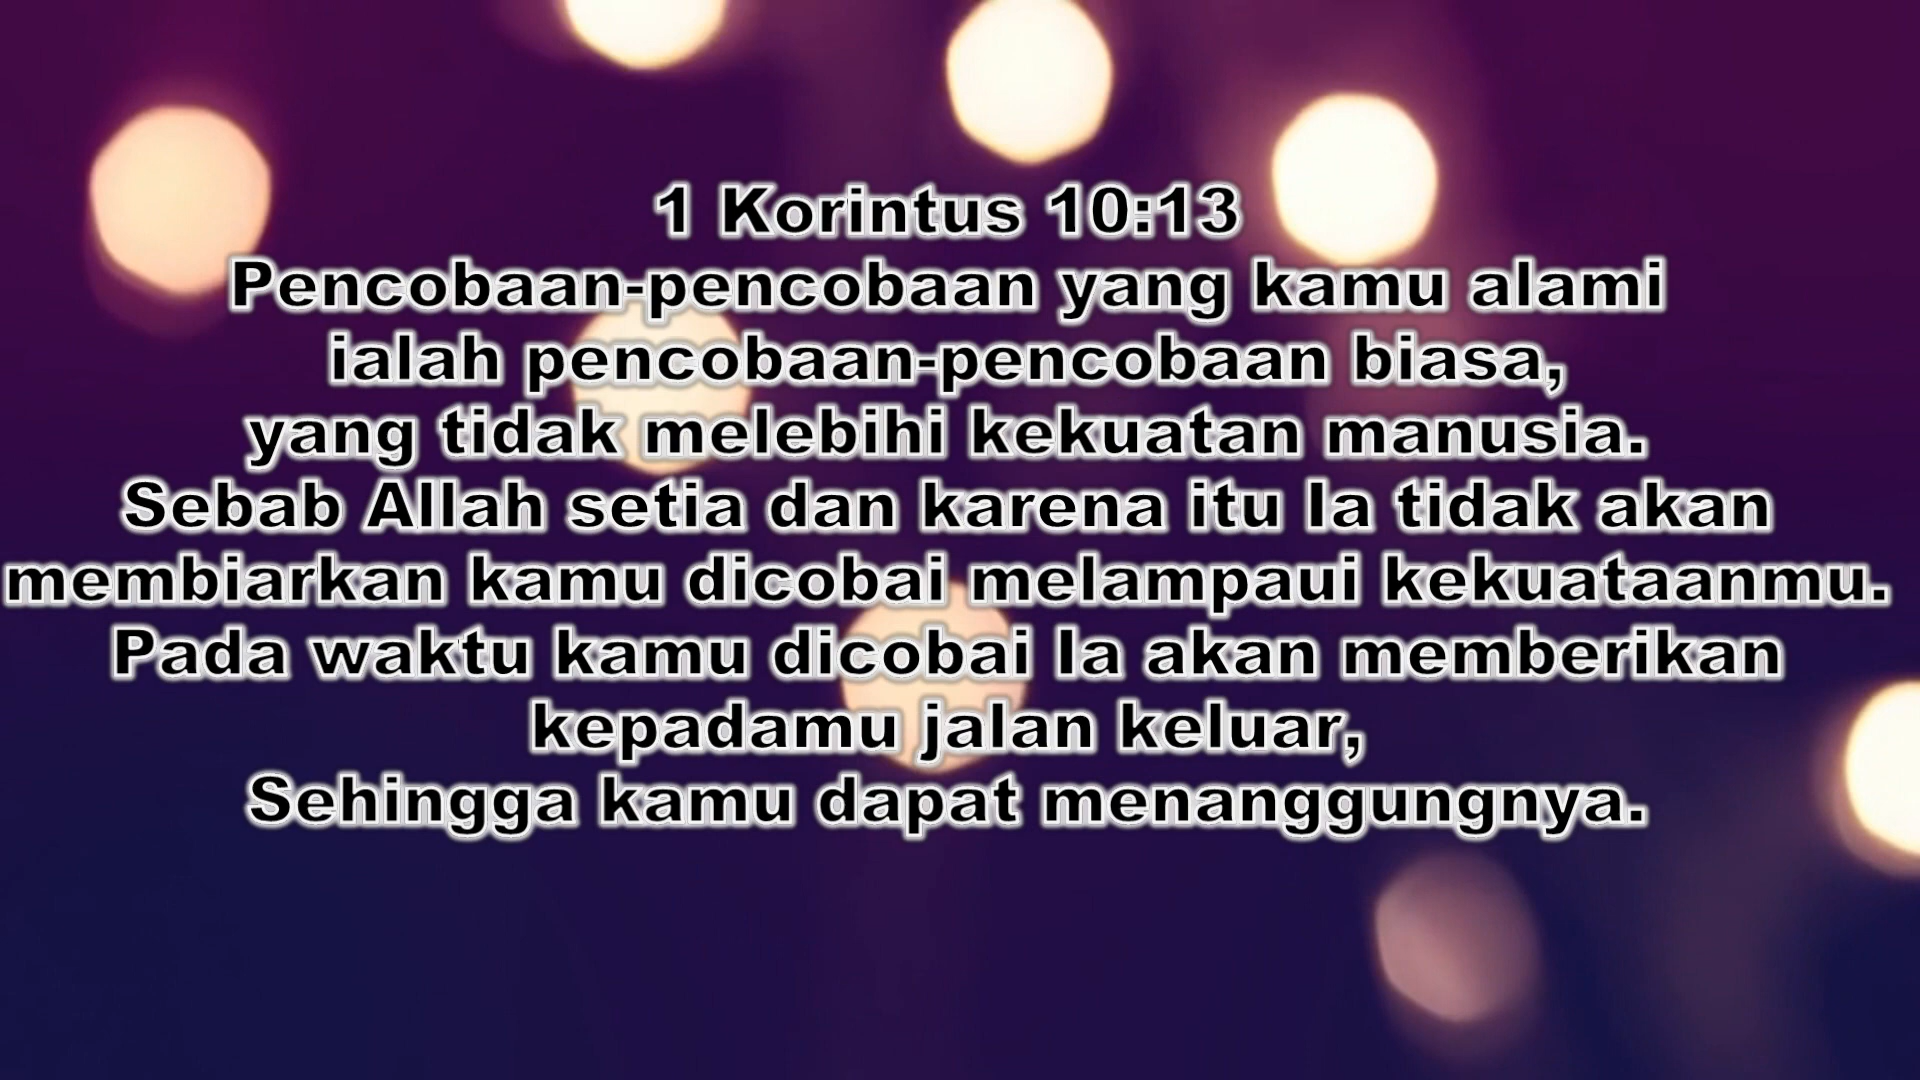 1 Korintus 10:13
Pencobaan-pencobaan yang kamu alami
ialah pencobaan-pencobaan biasa,
yang tidak melebihi kekuatan manusia.
Sebab Allah setia dan karena itu Ia tidak akan
membiarkan kamu dicobai melampaui kekuataanmu.
Pada waktu kamu dicobai Ia akan memberikan
kepadamu jalan keluar,
Sehingga kamu dapat menanggungnya.